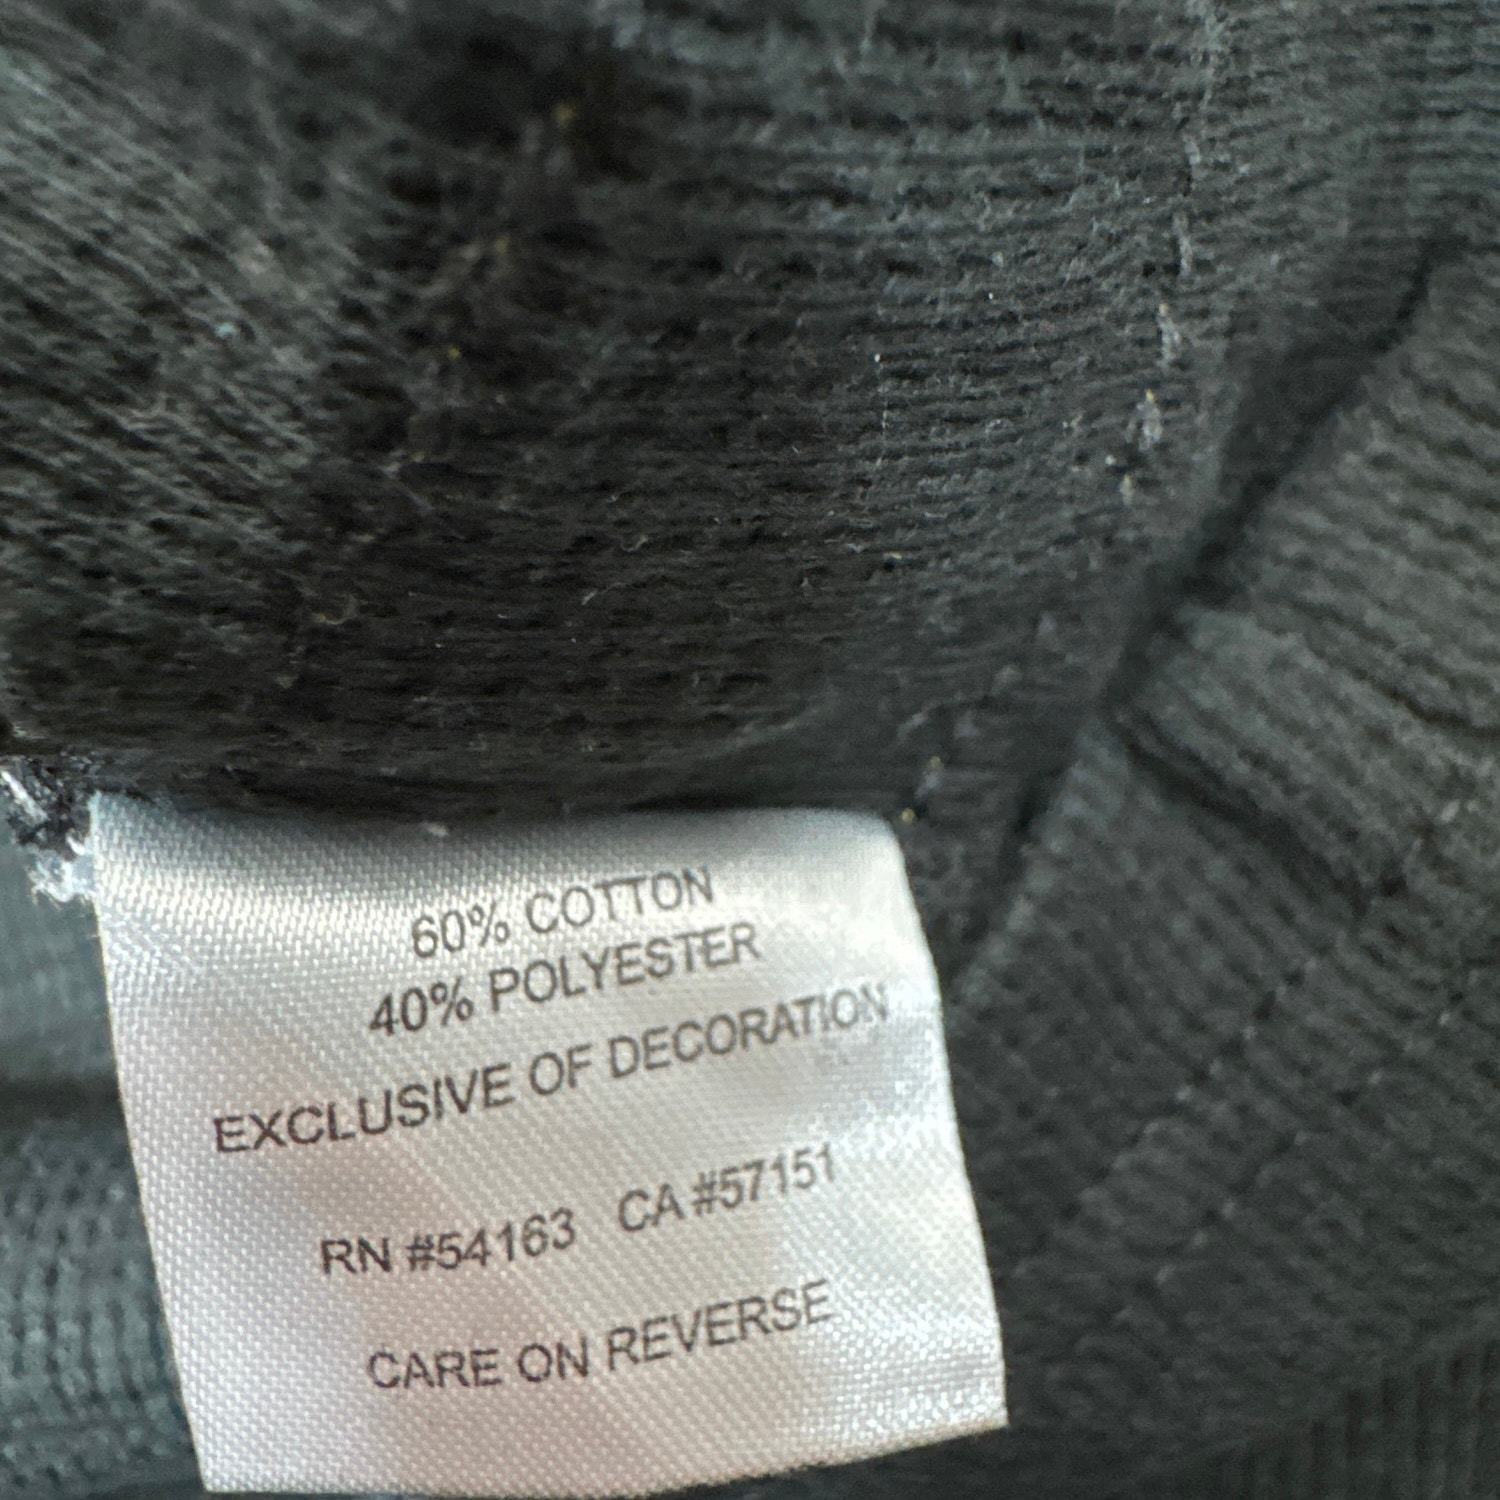 60% COTTON
40% POLYESTER
EXCLUSIVE OF DECORATION
RN #54163 CA #57151
CARE ON REVERSE